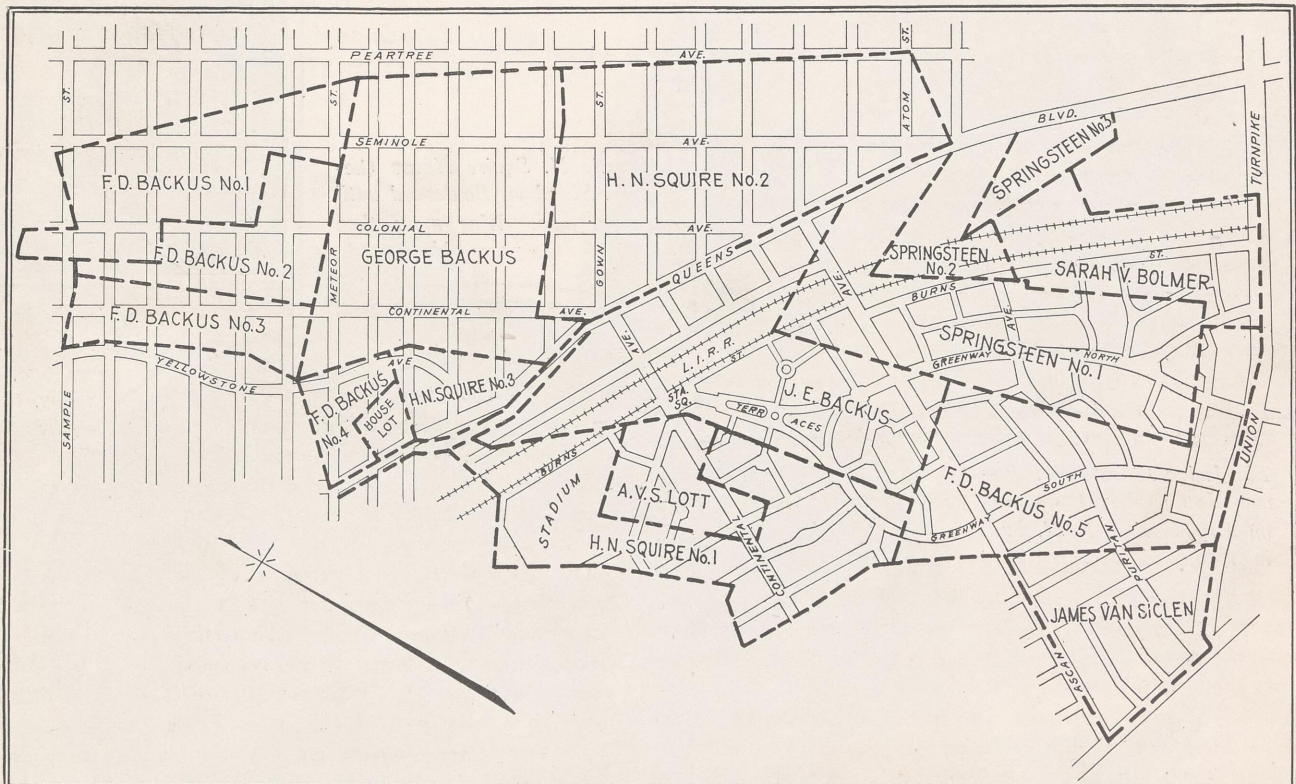 PEARTREE AVE.
ST.
ST.
ST.
ST.
ATOM
BLVD.
TURNPIKE
SEMINOLE AVE.
SPRINGSTEEN No.3
F. D. BACKUS No.1
H. N. SQUIRE No.2
COLONIAL AVE.
QUEENS
F. D. BACKUS No. 2
METEOR
GEORGE BACKUS
GOWN
SPRINGSTEEN
No. 2
ST.
SARAH V. BOLMER
AVE.
BURNS
F. D. BACKUS No.3
CONTINENTAL AVE.
AVE.
AVE.
SPRINGSTEEN No. 1
L. I. R. R.
ST.
GREENWAY NORTH
YELLOWSTONE AVE
SAMPLE
F. D. BACKUS
No. 4
HOUSE
LOT
H. N. SQUIRE No.3
STA.
SQ.
TERR ACES
J. E. BACKUS
UNION
BURNS
STADIUM
A. V. S. LOTT
F. D. BACKUS No. 5
SOUTH
GREENWAY
H. N. SQUIRE No. 1
CONTINENTAL
PURITAN
JAMES VAN SICLEN
ASCAN